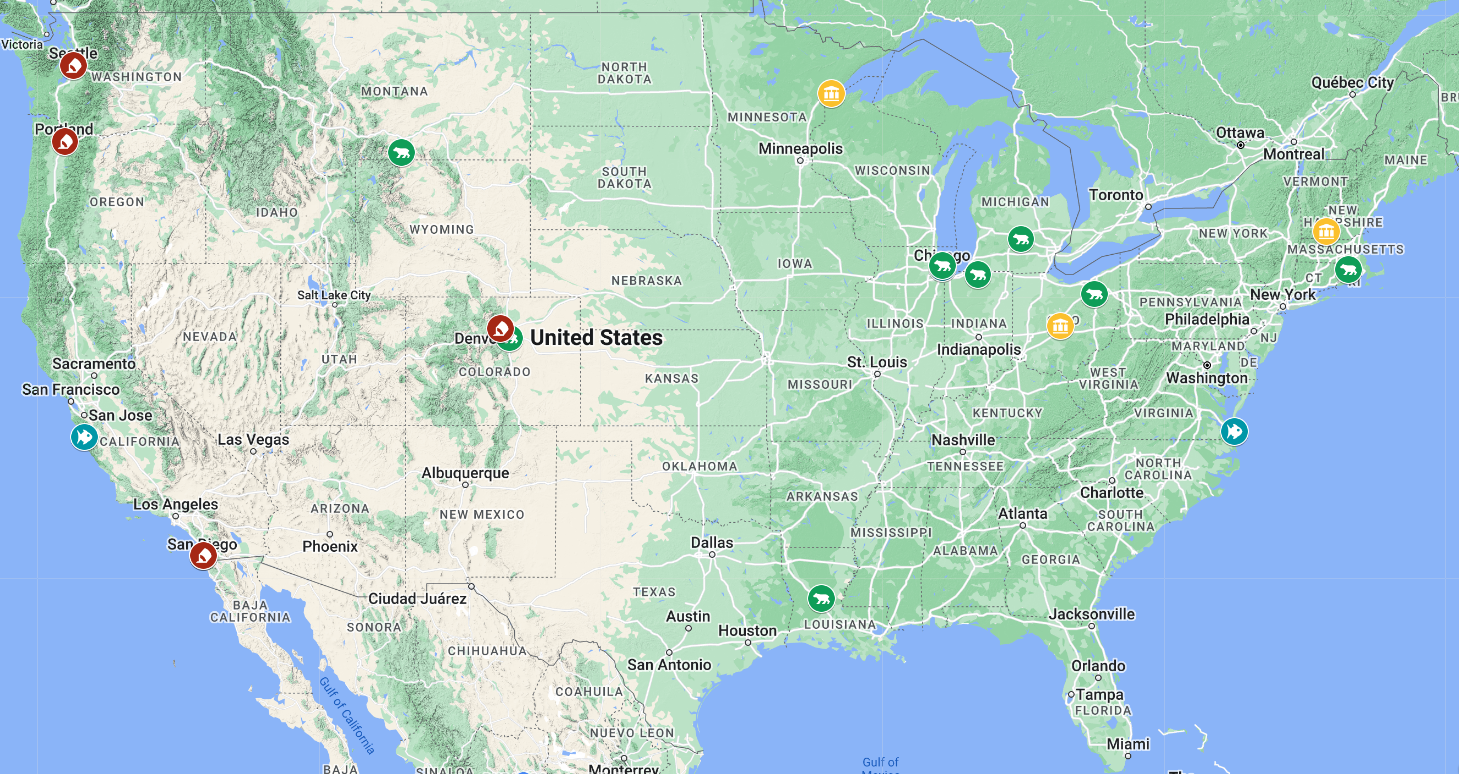 Victoria
Seattle
WASHINGTON
MONTANA
NORTH
DAKOTA
MINNESOTA
Québec City
Portland
Minneapolis
Ottawa
Montreal
MAINE
OREGON
IDAHO
SOUTH
DAKOTA
WISCONSIN
MICHIGAN
Toronto
VERMONT
NEW
HAMPSHIRE
WYOMING
NEW YORK
MASSACHUSETTS
Chicago
IOWA
CT
RI
Salt Lake City
NEBRASKA
New York
PENNSYLVANIA
Philadelphia
NEVADA
Denver
United States
ILLINOIS
INDIANA
OHIO
Indianapolis
NJ
MARYLAND
DE
Sacramento
UTAH
COLORADO
KANSAS
St. Louis
MISSOURI
WEST
VIRGINIA
Washington
San Francisco
San Jose
KENTUCKY
VIRGINIA
CALIFORNIA
Las Vegas
Nashville
TENNESSEE
Albuquerque
OKLAHOMA
NORTH
CAROLINA
Charlotte
Los Angeles
ARIZONA
NEW MEXICO
ARKANSAS
Atlanta
SOUTH
CAROLINA
San Diego
Phoenix
Dallas
MISSISSIPPI
ALABAMA
GEORGIA
Ciudad Juárez
TEXAS
BAJA
CALIFORNIA
SONORA
Austin
Houston
LOUISIANA
Jacksonville
CHIHUAHUA
San Antonio
Orlando
Tampa
FLORIDA
Gulf of California
COAHUILA
NUEVO LEON
Miami
Monterrey
BAJA
SINALOA
Gulf of
Mexico
The